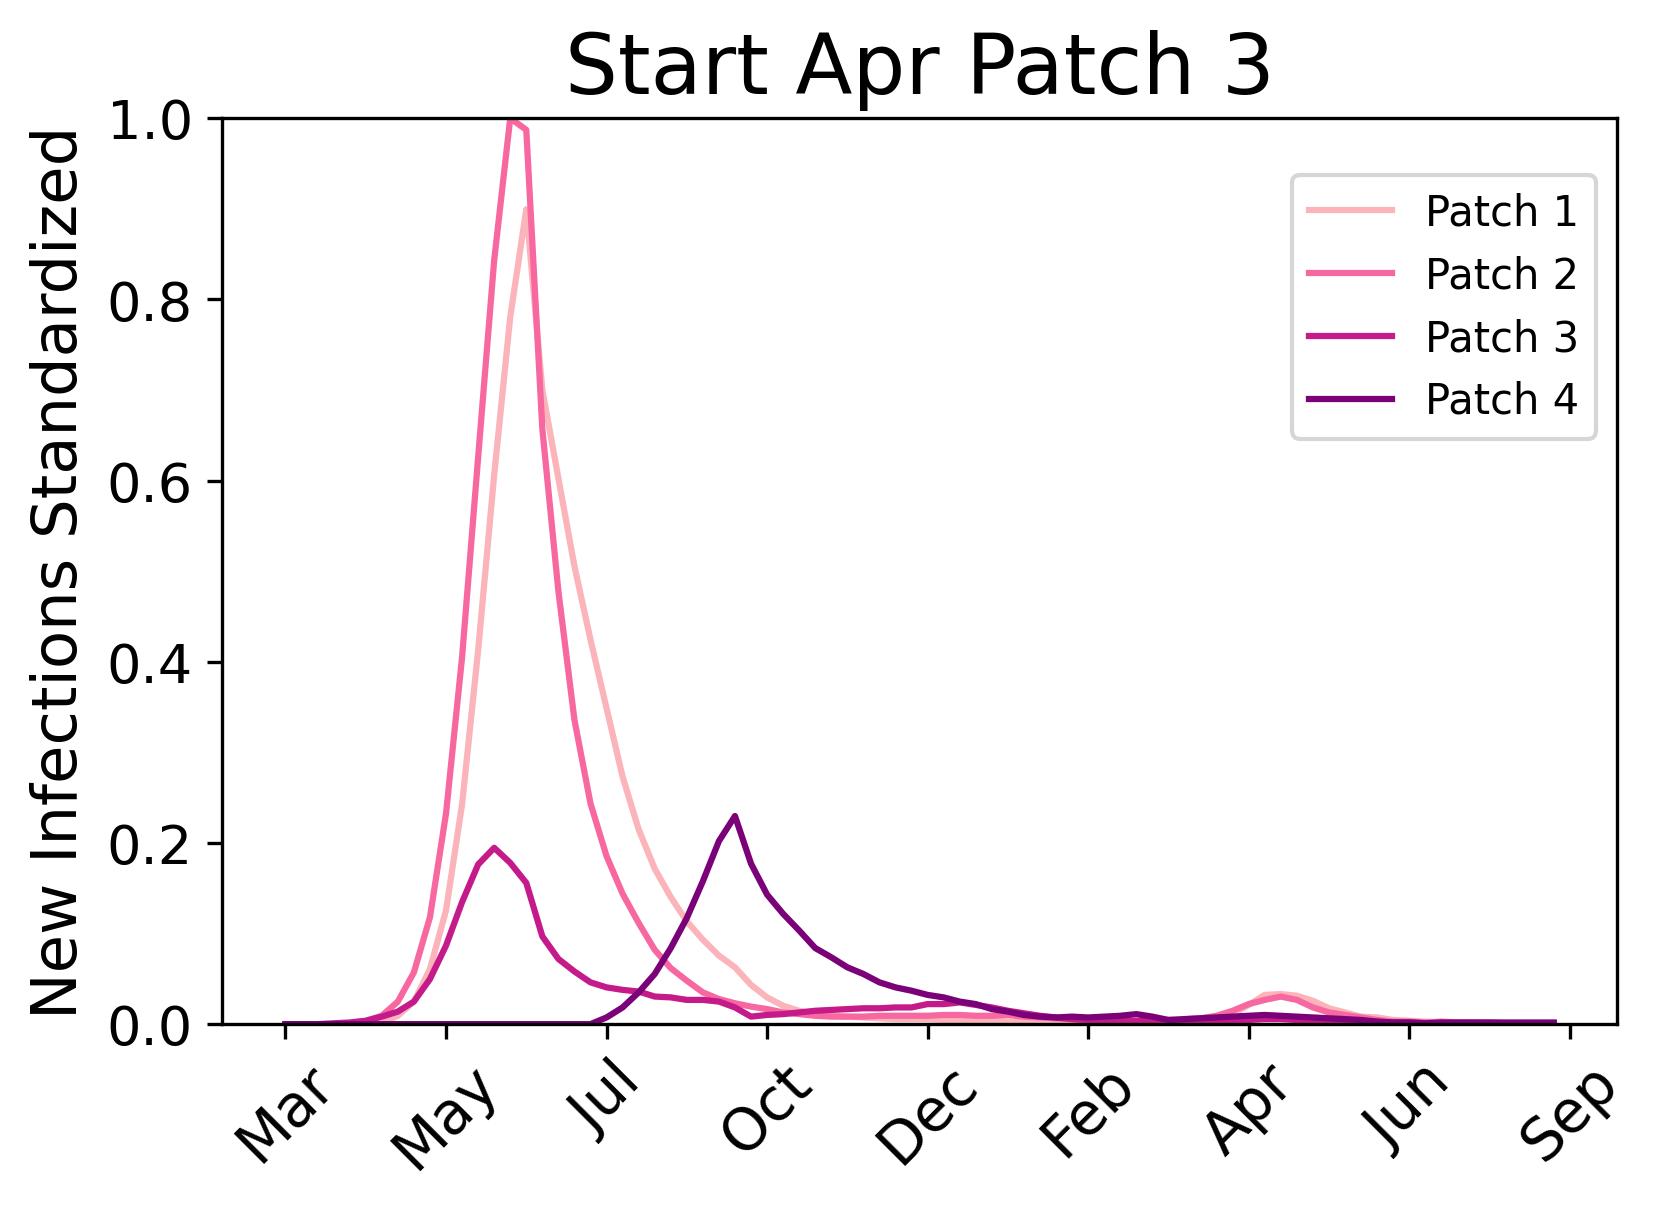 Start Apr Patch 3
New Infections Standardized
1.0
0.8
0.6
0.4
0.2
0.0
Mar May Jul Oct Dec Feb Apr Jun Sep
Patch 1
Patch 2
Patch 3
Patch 4